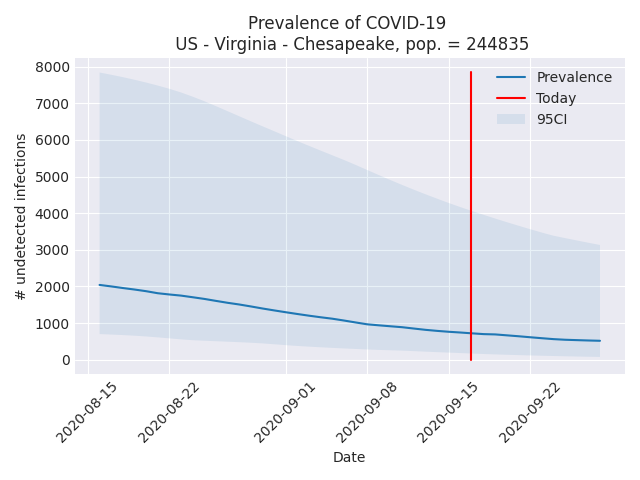 Prevalence of COVID-19
US - Virginia - Chesapeake, pop. = 244835
8000
7000
6000
5000
4000
3000
2000
1000
0
# undetected infections
Prevalence
Today
95CI
2020-08-15
2020-08-22
2020-09-01
2020-09-08
2020-09-15
2020-09-22
Date